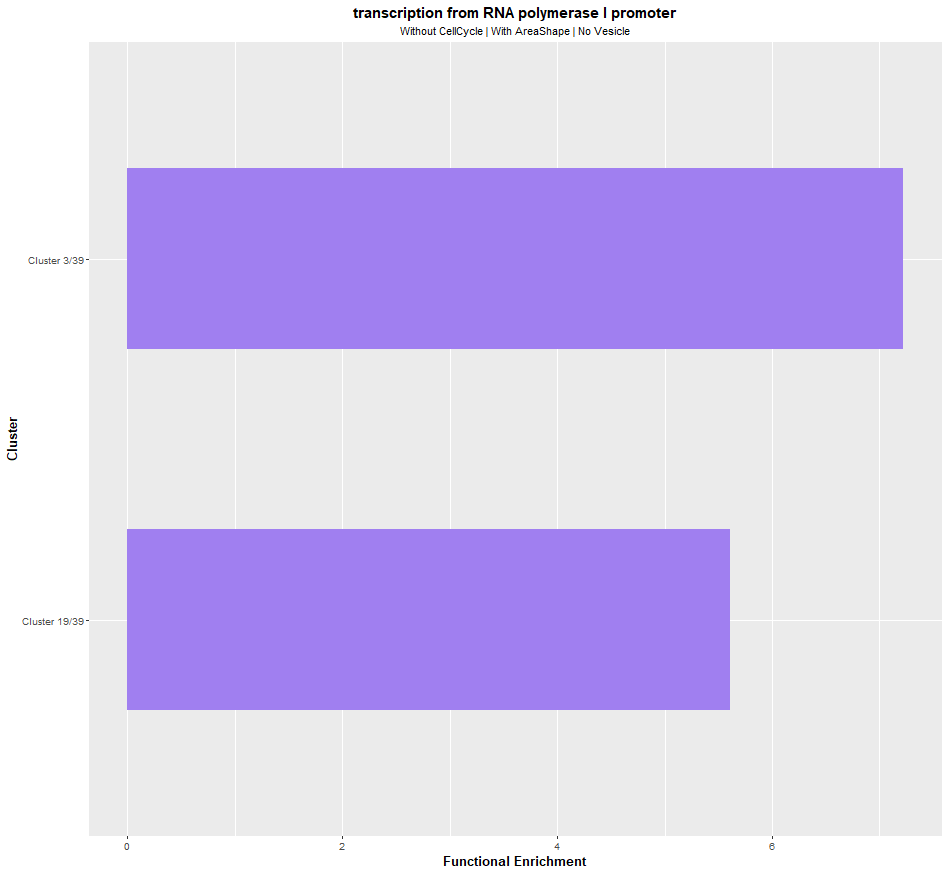 transcription from RNA polymerase I promoter
Without CellCycle | With AreaShape | No Vesicle
Cluster
Cluster 3/39
Cluster 19/39
0 2 4 6
Functional Enrichment